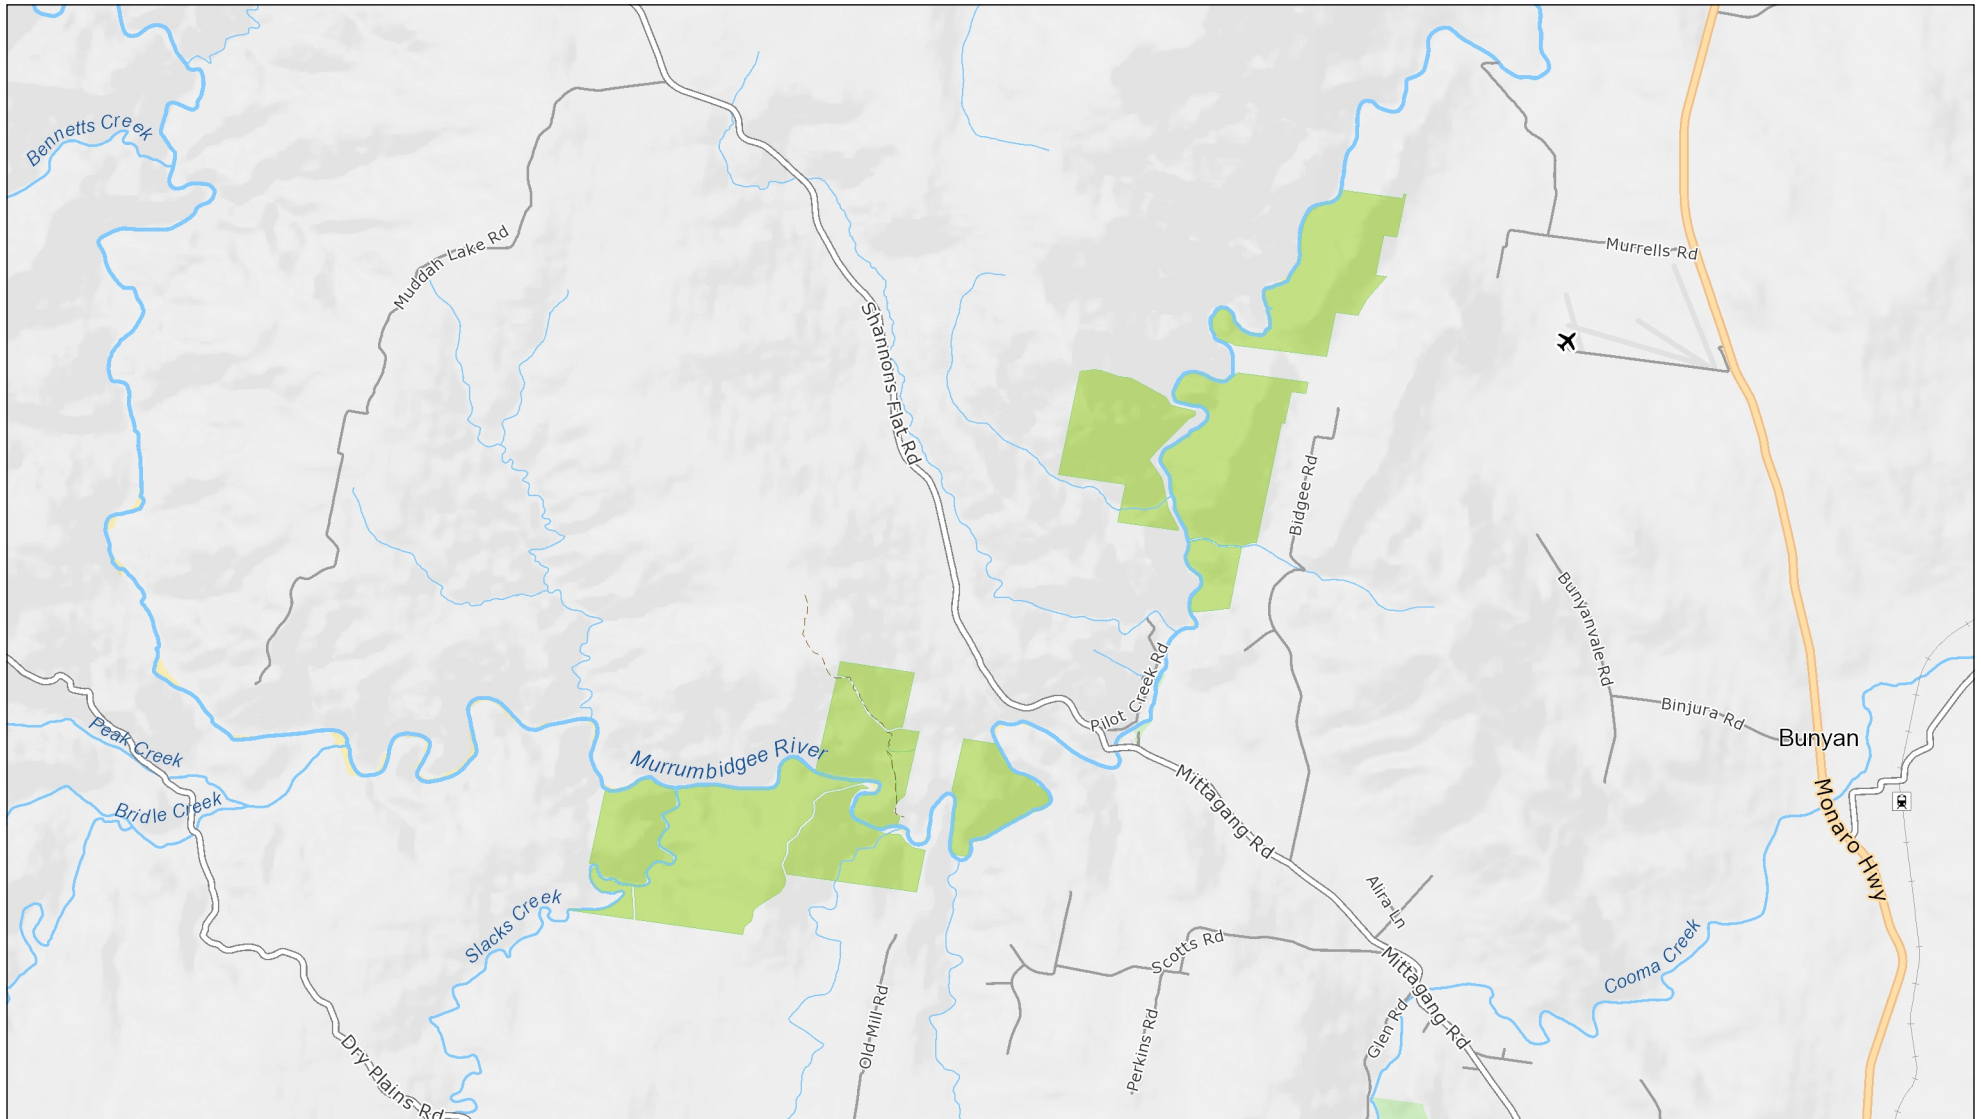 Bennetts Creek
Muddah Lake Rd
Murrells Rd
Shannons Flat Rd
Bidgee Rd
Bunyanvale Rd
Binjura Rd
Bunyan
Pilot Creek Rd
Peak Creek
Murrumbidgee River
Bridle Creek
Mittagang Rd
Monaro Hwy
Slacks Creek
Alira Ln
Scotts Rd
Mittagang Rd
Cooma Creek
Old Mill Rd
Perkins Rd
Glen Rd
Dry Plains Rd